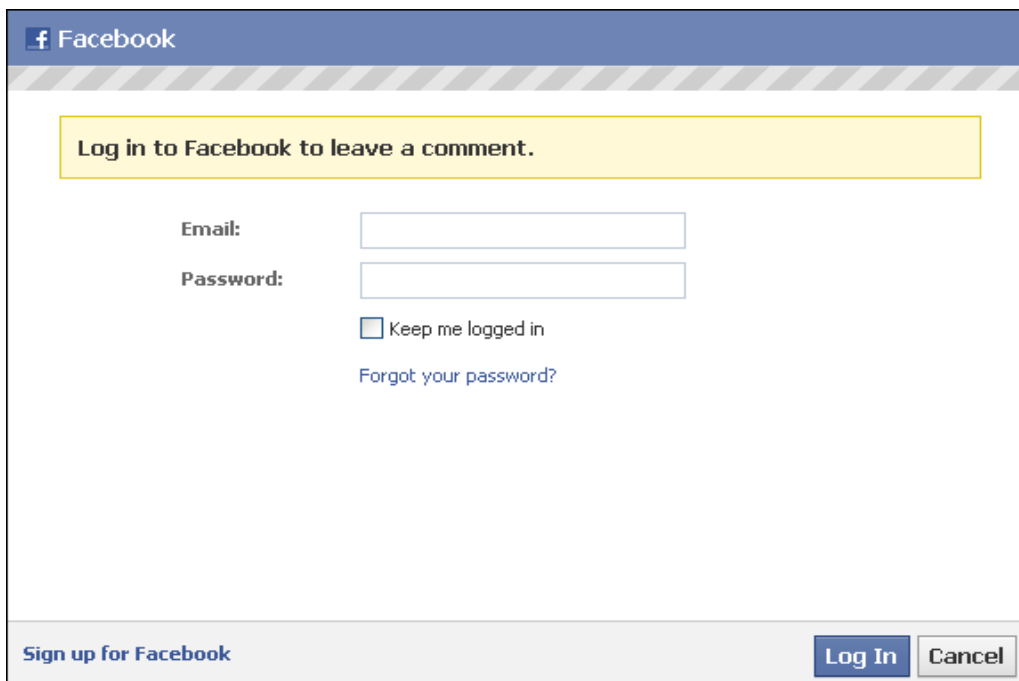 Facebook
Log in to Facebook to leave a comment.
Email:
Password:
Keep me logged in
Forgot your password?
Sign up for Facebook
Log In
Cancel